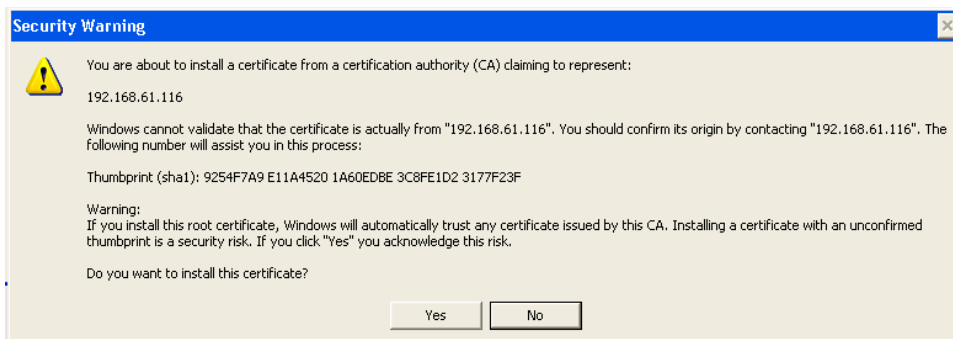 Security Warning
You are about to install a certificate from a certification authority (CA) claiming to represent:
192.168.61.116
Windows cannot validate that the certificate is actually from "192.168.61.116". You should confirm its origin by contacting "192.168.61.116". The
following number will assist you in this process:
Thumbprint (sha1): 9254F7A9 E11A4520 1A60EDBE 3C8FE1D2 3177F23F
Warning:
If you install this root certificate, Windows will automatically trust any certificate issued by this CA. Installing a certificate with an unconfirmed
thumbprint is a security risk. If you click "Yes" you acknowledge this risk.
Do you want to install this certificate?
Yes
No